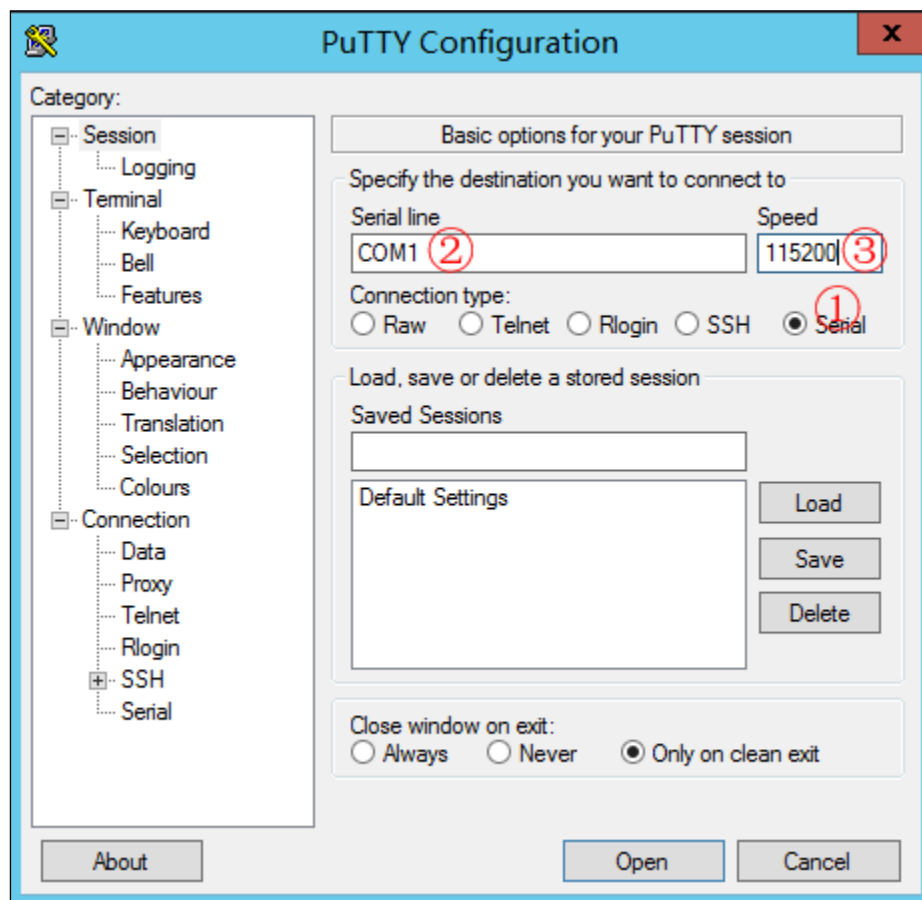 PuTTY Configuration
x
Category:
Session
Logging
Terminal
Keyboard
Bell
Features
Window
Appearance
Behaviour
Translation
Selection
Colours
Connection
Data
Proxy
Telnet
Rlogin
SSH
Serial
Basic options for your PuTTY session
Specify the destination you want to connect to
Serial line Speed
COM1 ② 115200 ③
Connection type: ①
Raw Telnet Rlogin SSH Serial
Load, save or delete a stored session
Saved Sessions
Default Settings
Load
Save
Delete
Close window on exit:
Always Never Only on clean exit
About Open Cancel